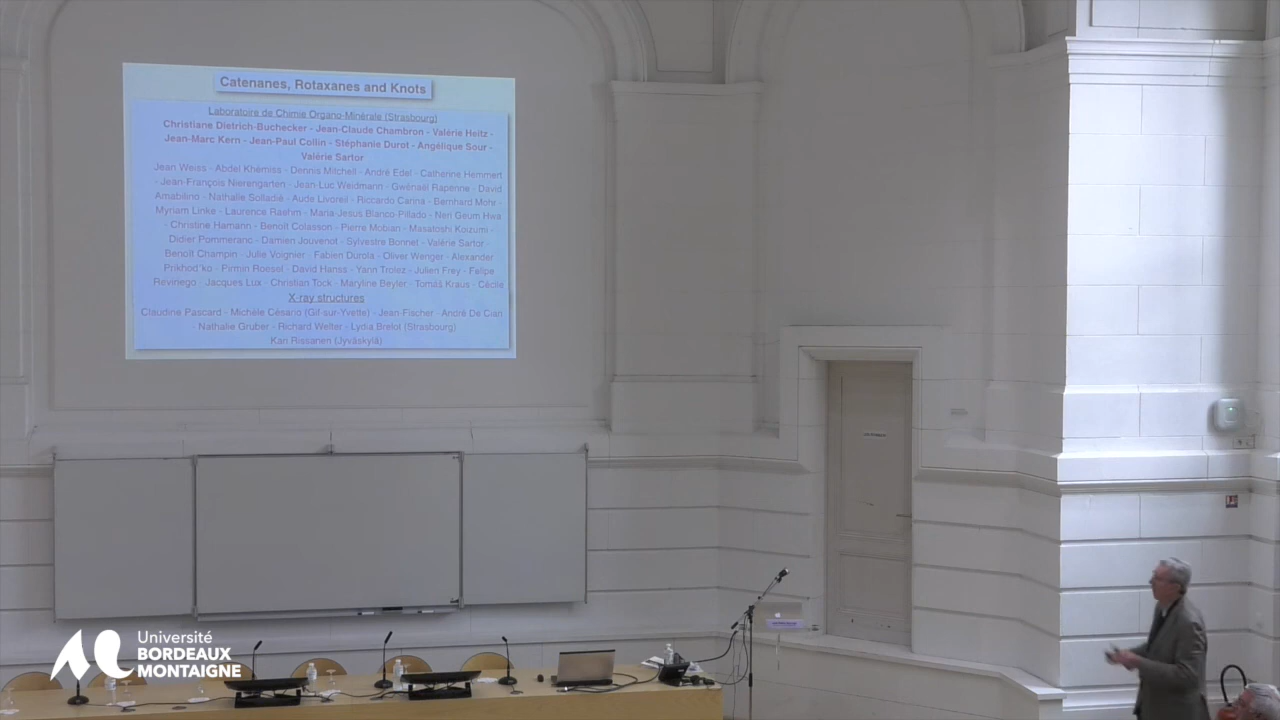 Catenanes, Rotaxanes and Knots
Laboratoire de Chimie Organo-Minérale (Strasbourg)
Christiane Dietrich-Buchecker - Jean-Claude Chambron - Valérie Heitz -
Jean-Marc Kern - Jean-Paul Collin - Stéphanie Durot - Angélique Sour -
Valérie Sartor
Jean Weiss - Abdel Khémiss - Dennis Mitchell - André Edel - Catherine Hemmert
- Jean-François Nierengarten - Jean-Luc Weidmann - Gwénaël Rapenne - David
Amabilino - Nathalie Solladié - Aude Livoreil - Riccardo Carina - Bernhard Mohr -
Myriam Linke - Laurence Raehm - Maria-Jesus Blanco-Pillado - Neri Geum Hwa
- Christine Hamann - Benoît Colasson - Pierre Mobian - Masatoshi Koizumi -
Didier Pommeranc - Damien Jouvenot - Sylvestre Bonnet - Valérie Sartor -
Benoît Champin - Julie Voignier - Fabien Durola - Oliver Wenger - Alexander
Prikhod'ko - Pirmin Roesel - David Hanss - Yann Trolez - Julien Frey - Felipe
Reviriego - Jacques Lux - Christian Tock - Maryline Beyler - Tomáš Kraus - Cécile
X-ray structures
Claudine Pascard - Michèle Césario (Gif-sur-Yvette) - Jean-Fischer - André De Cian
- Nathalie Gruber - Richard Welter - Lydia Brelot (Strasbourg)
Kari Rissanen (Jyväskylä)
Université
BORDEAUX
MONTAIGNE